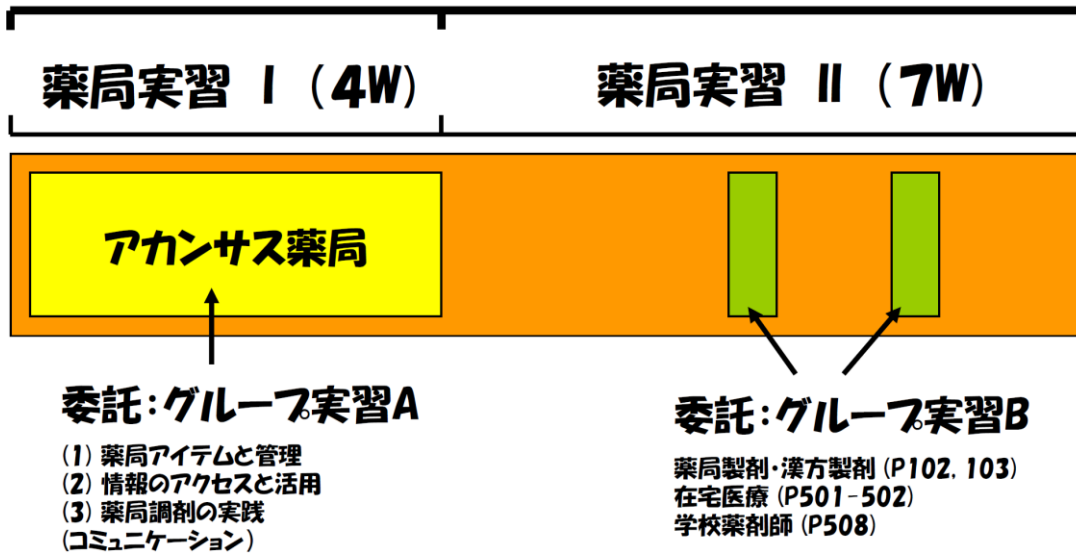 薬局実習 Ⅰ (4W)
薬局実習 Ⅱ (7W)
アカンサス薬局
委託:グループ実習A
(1) 薬局アイテムと管理
(2) 情報のアクセスと活用
(3) 薬局調剤の実践
(コミュニケーション)
委託:グループ実習B
薬局製剤・漢方製剤 (P102, 103)
在宅医療 (P501-502)
学校薬剤師 (P508)